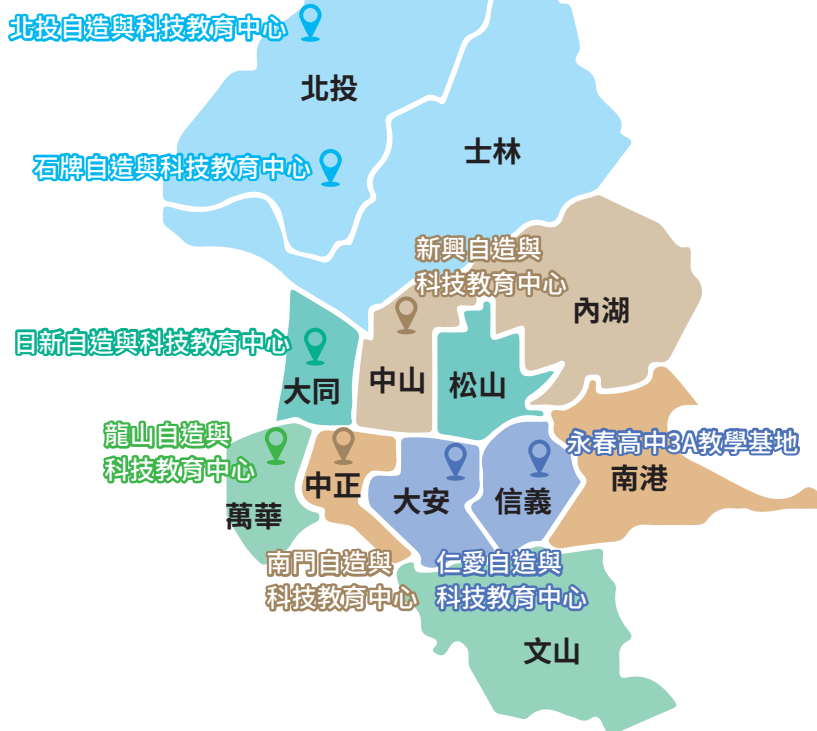 北投自造與科技教育中心
北投
士林
石牌自造與科技教育中心
新興自造與
科技教育中心
內湖
日新自造與科技教育中心
大同
中山
松山
龍山自造與
科技教育中心
永春高中3A教學基地
萬華
中正
大安
信義
南港
南門自造與
科技教育中心
仁愛自造與
科技教育中心
文山